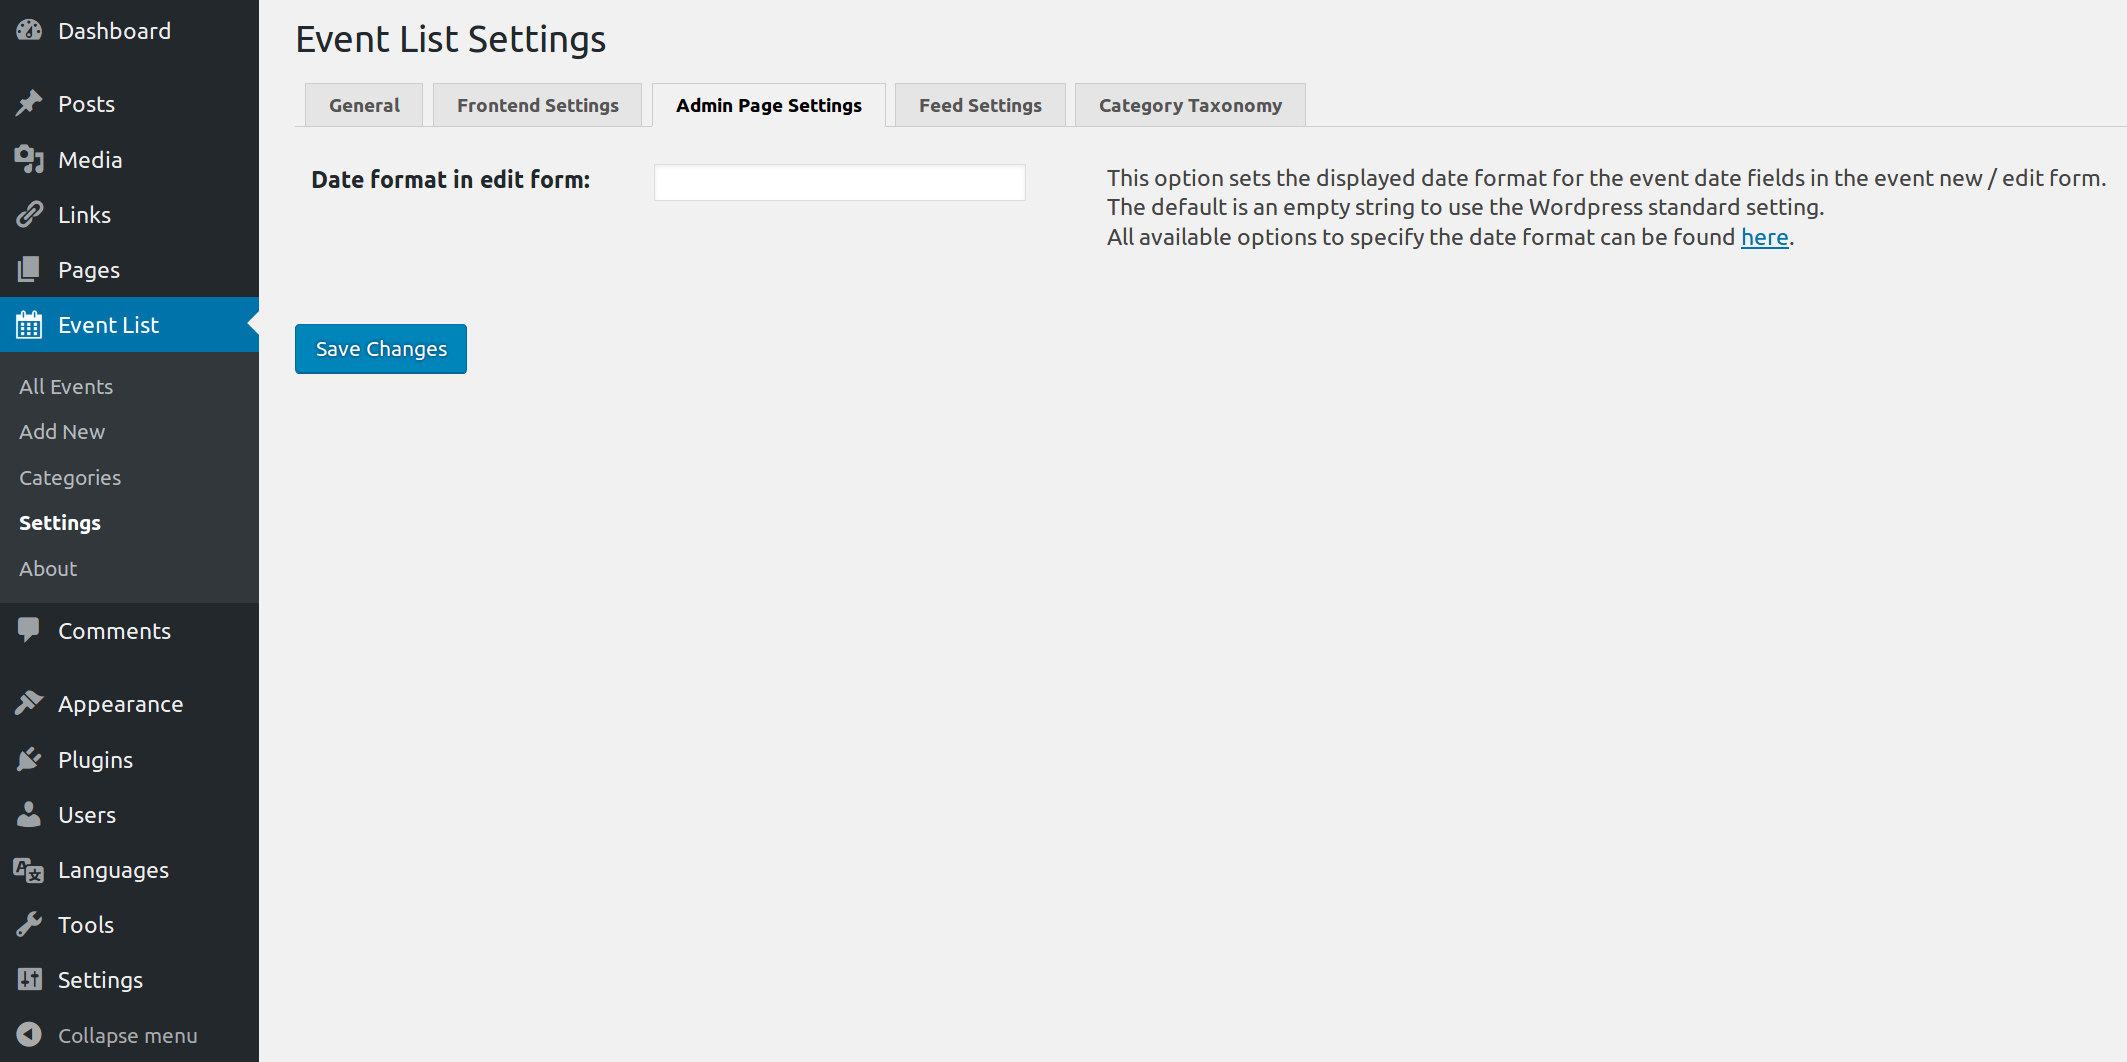 Dashboard
Posts
Media
Links
Pages
Event List
All Events
Add New
Categories
Settings
About
Comments
Appearance
Plugins
Users
Languages
Tools
Settings
Collapse menu
Event List Settings
General
Frontend Settings
Admin Page Settings
Feed Settings
Category Taxonomy
Date format in edit form:
This option sets the displayed date format for the event date fields in the event new / edit form.
The default is an empty string to use the Wordpress standard setting.
All available options to specify the date format can be found here.
Save Changes